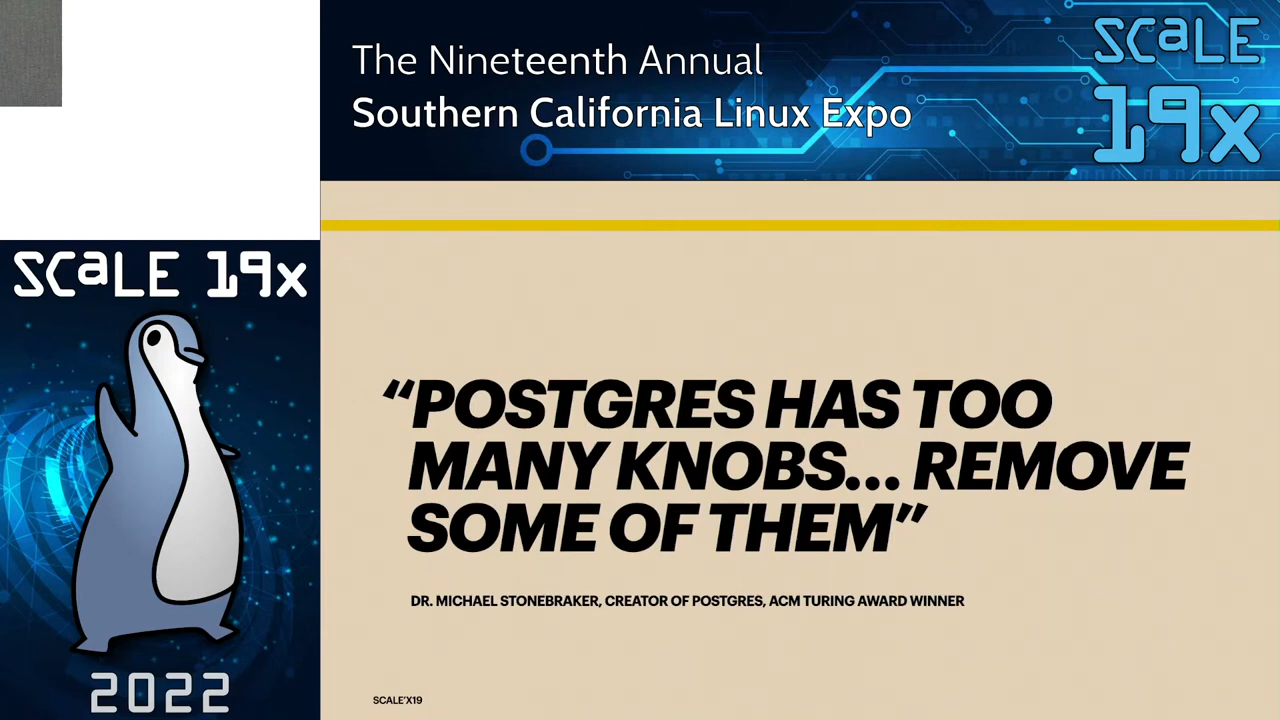 The Nineteenth Annual
Southern California Linux Expo
SCaLE
19x
SCaLE 19x
2022
“POSTGRES HAS TOO
MANY KNOBS... REMOVE
SOME OF THEM”
DR. MICHAEL STONEBRAKER, CREATOR OF POSTGRES, ACM TURING AWARD WINNER
SCALE'X19